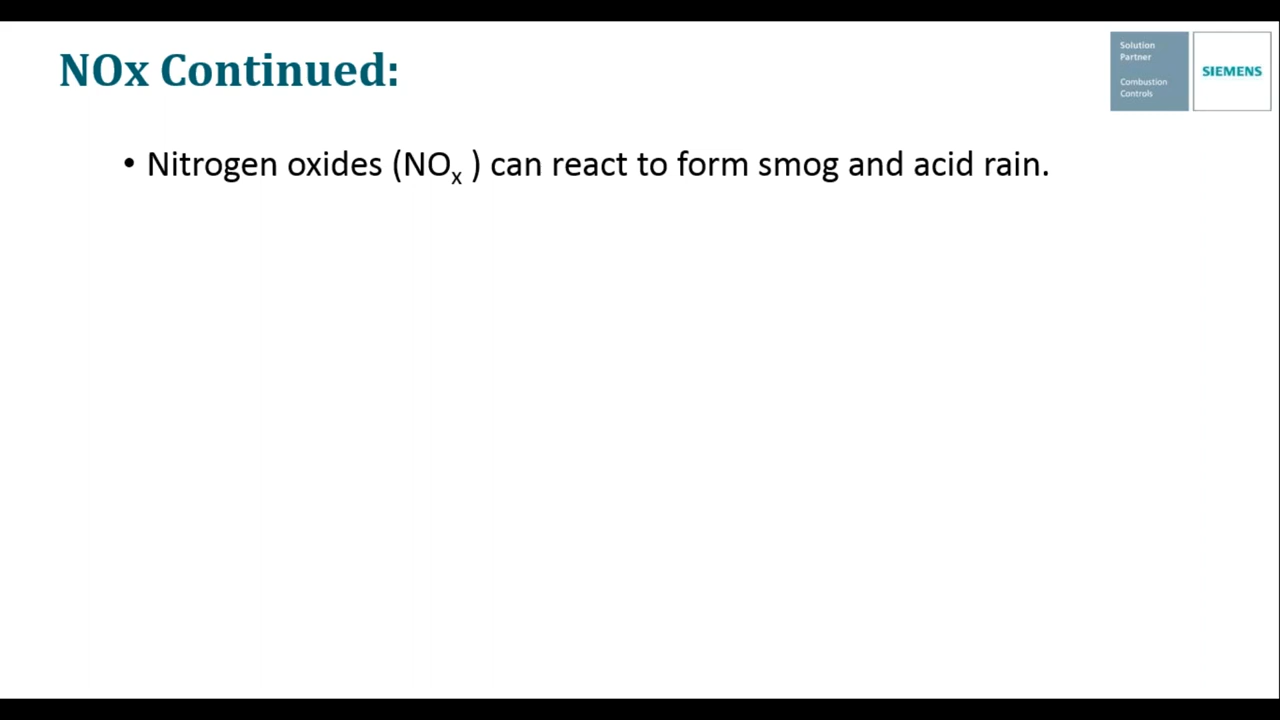 NOx Continued:
Solution
Partner
Combustion
Controls
SIEMENS
• Nitrogen oxides (NOx ) can react to form smog and acid rain.